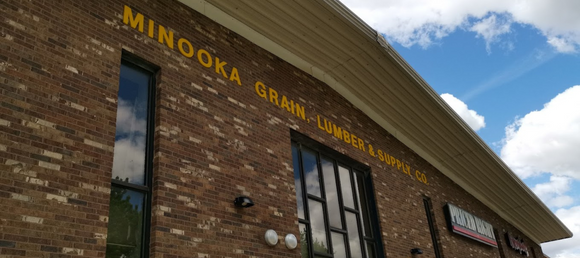 MINOOKA GRAIN, LUMBER & SUPPLY, CO.